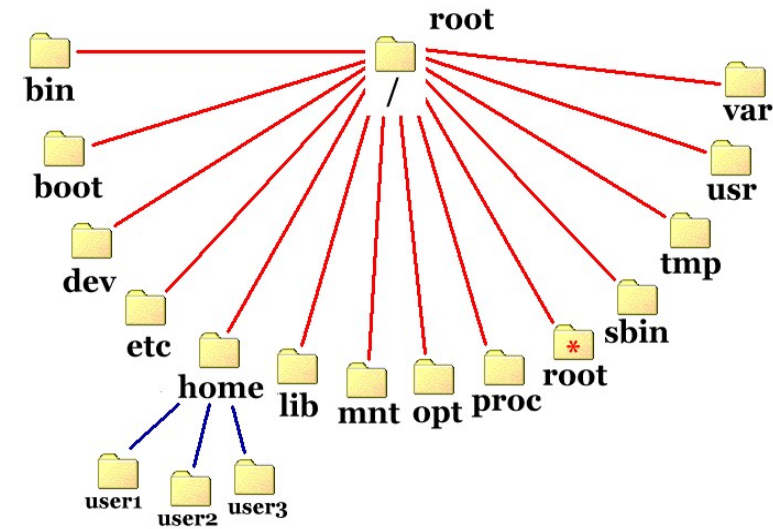 root
/
bin
boot
dev
etc
home
lib
mnt
opt
proc
*
root
sbin
tmp
usr
var
user1
user2
user3